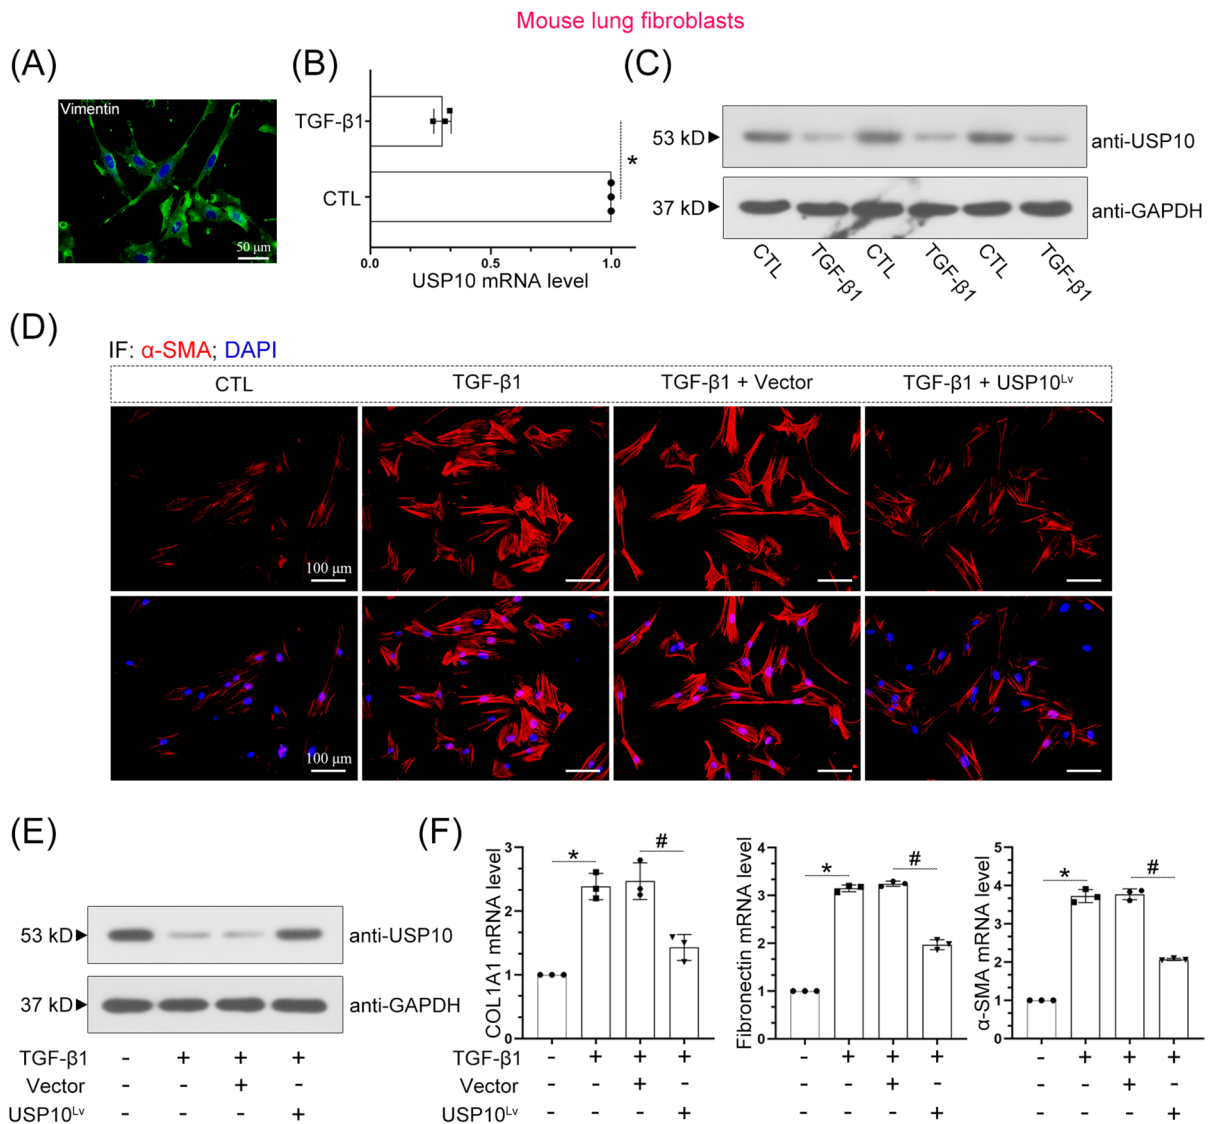 Mouse lung fibroblasts
(A)
Vimentin
50 µm
(B)
TGF-β1
CTL
*
0.0 0.5 1.0
USP10 mRNA level
(C)
53 kD
anti-USP10
37 kD
anti-GAPDH
CTL TGF-β1 CTL TGF-β1 CTL TGF-β1
(D)
IF: α-SMA; DAPI
CTL TGF-β1 TGF-β1 + Vector TGF-β1 + USP10Lv
100 µm
100 µm
(E)
53 kD anti-USP10
37 kD anti-GAPDH
TGF-β1 - + + +
Vector - - + -
USP10Lv - - - +
(F)
COL1A1 mRNA level
3
2
1
0
* #
Fibronectin mRNA level
4
3
2
1
0
* #
α-SMA mRNA level
5
4
3
2
1
0
* #
TGF-β1 - + + + - + + + - + + +
Vector - - + - - - + - - - + -
USP10Lv - - - + - - - + - - - +